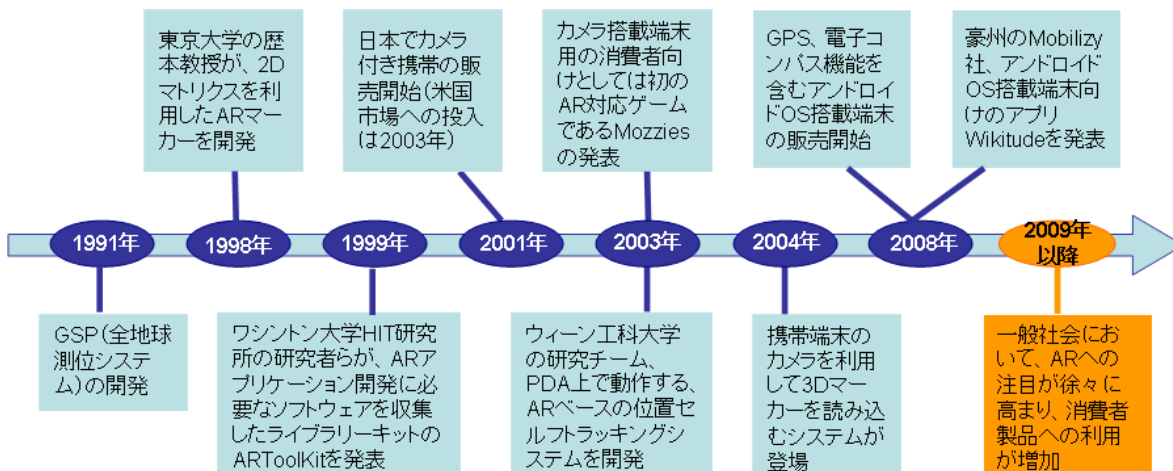 東京大学の歴
本教授が、2D
マトリクスを利
用したARマー
カーを開発
日本でカメラ
付き携帯の販
売開始(米国
市場への投入
は2003年)
カメラ搭載端末
用の消費者向
けとしては初の
AR対応ゲーム
であるMozzies
の発表
GPS、電子コ
ンパス機能を
含むアンドロイ
ドOS搭載端末
の販売開始
豪州のMobilizy
社、アンドロイド
OS搭載端末向
けのアプリ
Wikitudeを発表
1991年
1998年
1999年
2001年
2003年
2004年
2008年
2009年
以降
GSP(全地球
測位システ
ム)の開発
ワシントン大学HIT研究
所の研究者らが、ARア
プリケーション開発に必
要なソフトウェアを収集
したライブラリーキットの
ARToolKitを発表
ウィーン工科大学
の研究チーム、
PDA上で動作する、
ARベースの位置セ
ルフトラッキングシ
ステムを開発
携帯端末の
カメラを利用
して3Dマー
カーを読み込
むシステムが
登場
一般社会にお
いて、ARへの
注目が徐々に
高まり、消費者
製品への利用
が増加